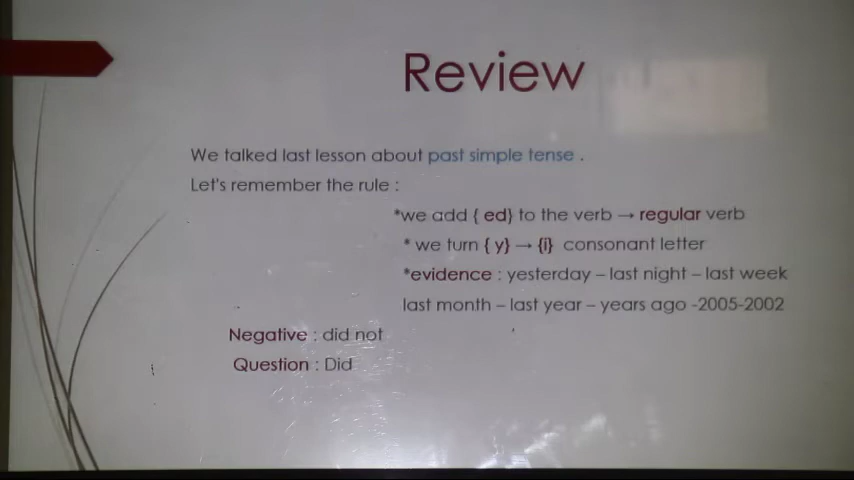 Review
We talked last lesson about past simple tense .
Let's remember the rule :
*we add { ed} to the verb → regular verb
* we turn { y} → {i} consonant letter
*evidence : yesterday – last night – last week
last month – last year – years ago -2005-2002
Negative : did not
Question : Did